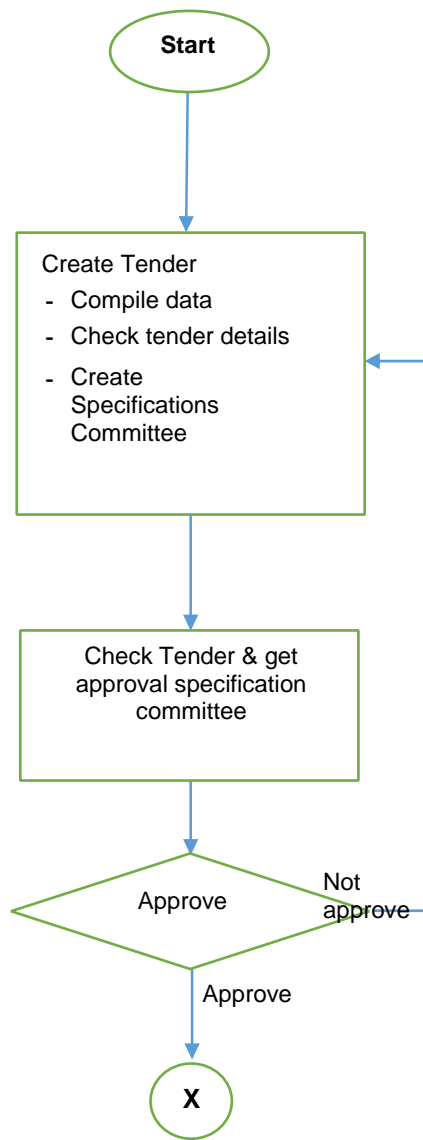 Start
Create Tender
- Compile data
- Check tender details
- Create
Specifications
Committee
Check Tender & get
approval specification
committee
Approve
Not
approve
Approve
X